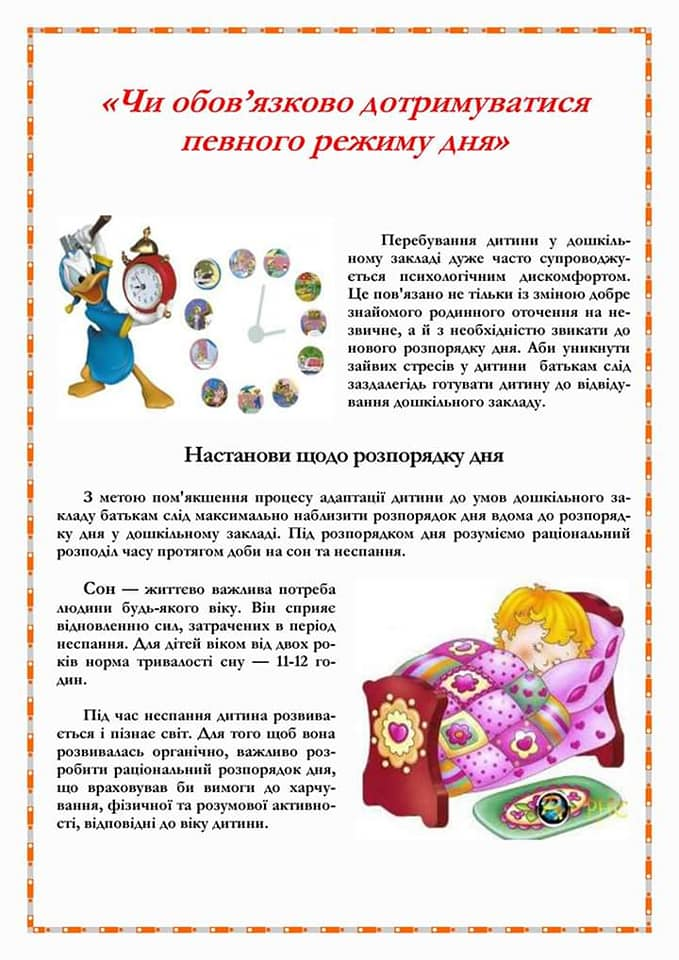 «Чи обов’язково дотримуватися
певного режиму дня»
Перебування дитини у дошкіль-
ному закладі дуже часто супроводжу-
ється психологічним дискомфортом.
Це пов'язано не тільки із зміною добре
знайомого родинного оточення на не-
звичне, а й з необхідністю звикати до
нового розпорядку дня. Аби уникнути
зайвих стресів у дитини батькам слід
заздалегідь готувати дитину до відвіду-
вання дошкільного закладу.
Настанови щодо розпорядку дня
З метою пом'якшення процесу адаптації дитини до умов дошкільного за-
кладу батькам слід максимально наблизити розпорядок дня вдома до розпоряд-
ку дня у дошкільному закладі. Під розпорядком дня розуміємо раціональний
розподіл часу протягом доби на сон та неспання.
Сон — життєво важлива потреба
людини будь-якого віку. Він сприяє
відновленню сил, затрачених в період
неспання. Для дітей віком від двох ро-
ків норма тривалості сну — 11-12 го-
дин.
Під час неспання дитина розвива-
ється і пізнає світ. Для того щоб вона
розвивалась органічно, важливо роз-
робити раціональний розпорядок дня,
що враховував би вимоги до харчу-
вання, фізичної та розумової активно-
сті, відповідні до віку дитини.